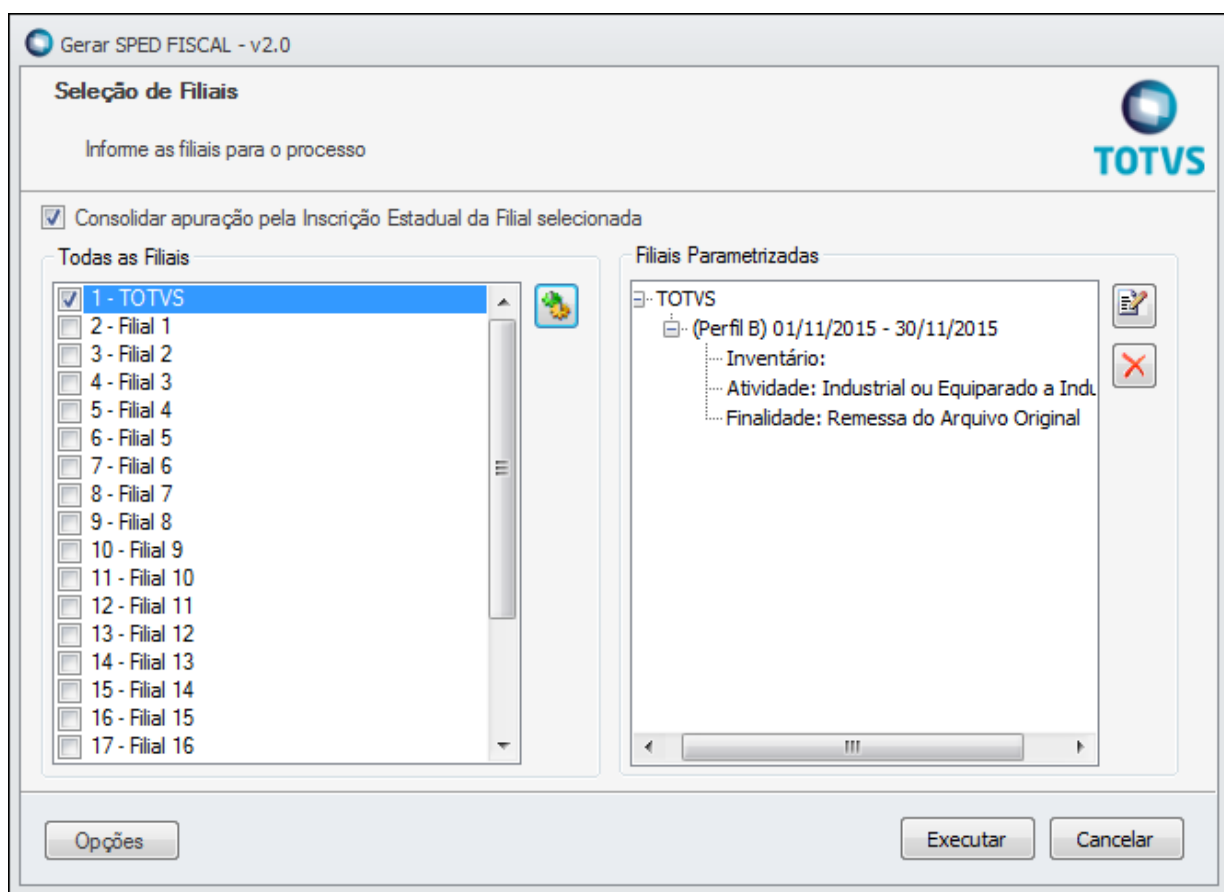 Gerar SPED FISCAL - v2.0
Seleção de Filiais
Informe as filiais para o processo
TOTVS
Consolidar apuração pela Inscrição Estadual da Filial selecionada
Todas as Filiais
1 - TOTVS
2 - Filial 1
3 - Filial 2
4 - Filial 3
5 - Filial 4
6 - Filial 5
7 - Filial 6
8 - Filial 7
9 - Filial 8
10 - Filial 9
11 - Filial 10
12 - Filial 11
13 - Filial 12
14 - Filial 13
15 - Filial 14
16 - Filial 15
17 - Filial 16
Filiais Parametrizadas
TOTVS
(Perfil B) 01/11/2015 - 30/11/2015
Inventário:
Atividade: Industrial ou Equiparado a Indu
Finalidade: Remessa do Arquivo Original
Opções
Executar
Cancelar